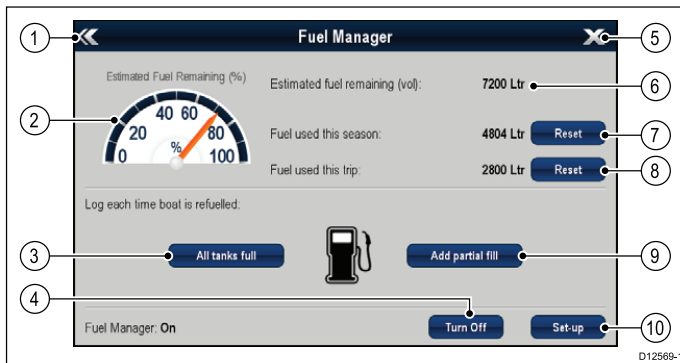 1
Fuel Manager
5
Estimated Fuel Remaining (%)
Estimated fuel remaining (vol): 7200 Ltr
6
2
0 20 40 60 80 100
%
Fuel used this season: 4804 Ltr Reset
7
Fuel used this trip: 2800 Ltr Reset
8
Log each time boat is refuelled:
3
All tanks full
Add partial fill
9
4
Fuel Manager: On
Turn Off
Set-up
10
D12569-1